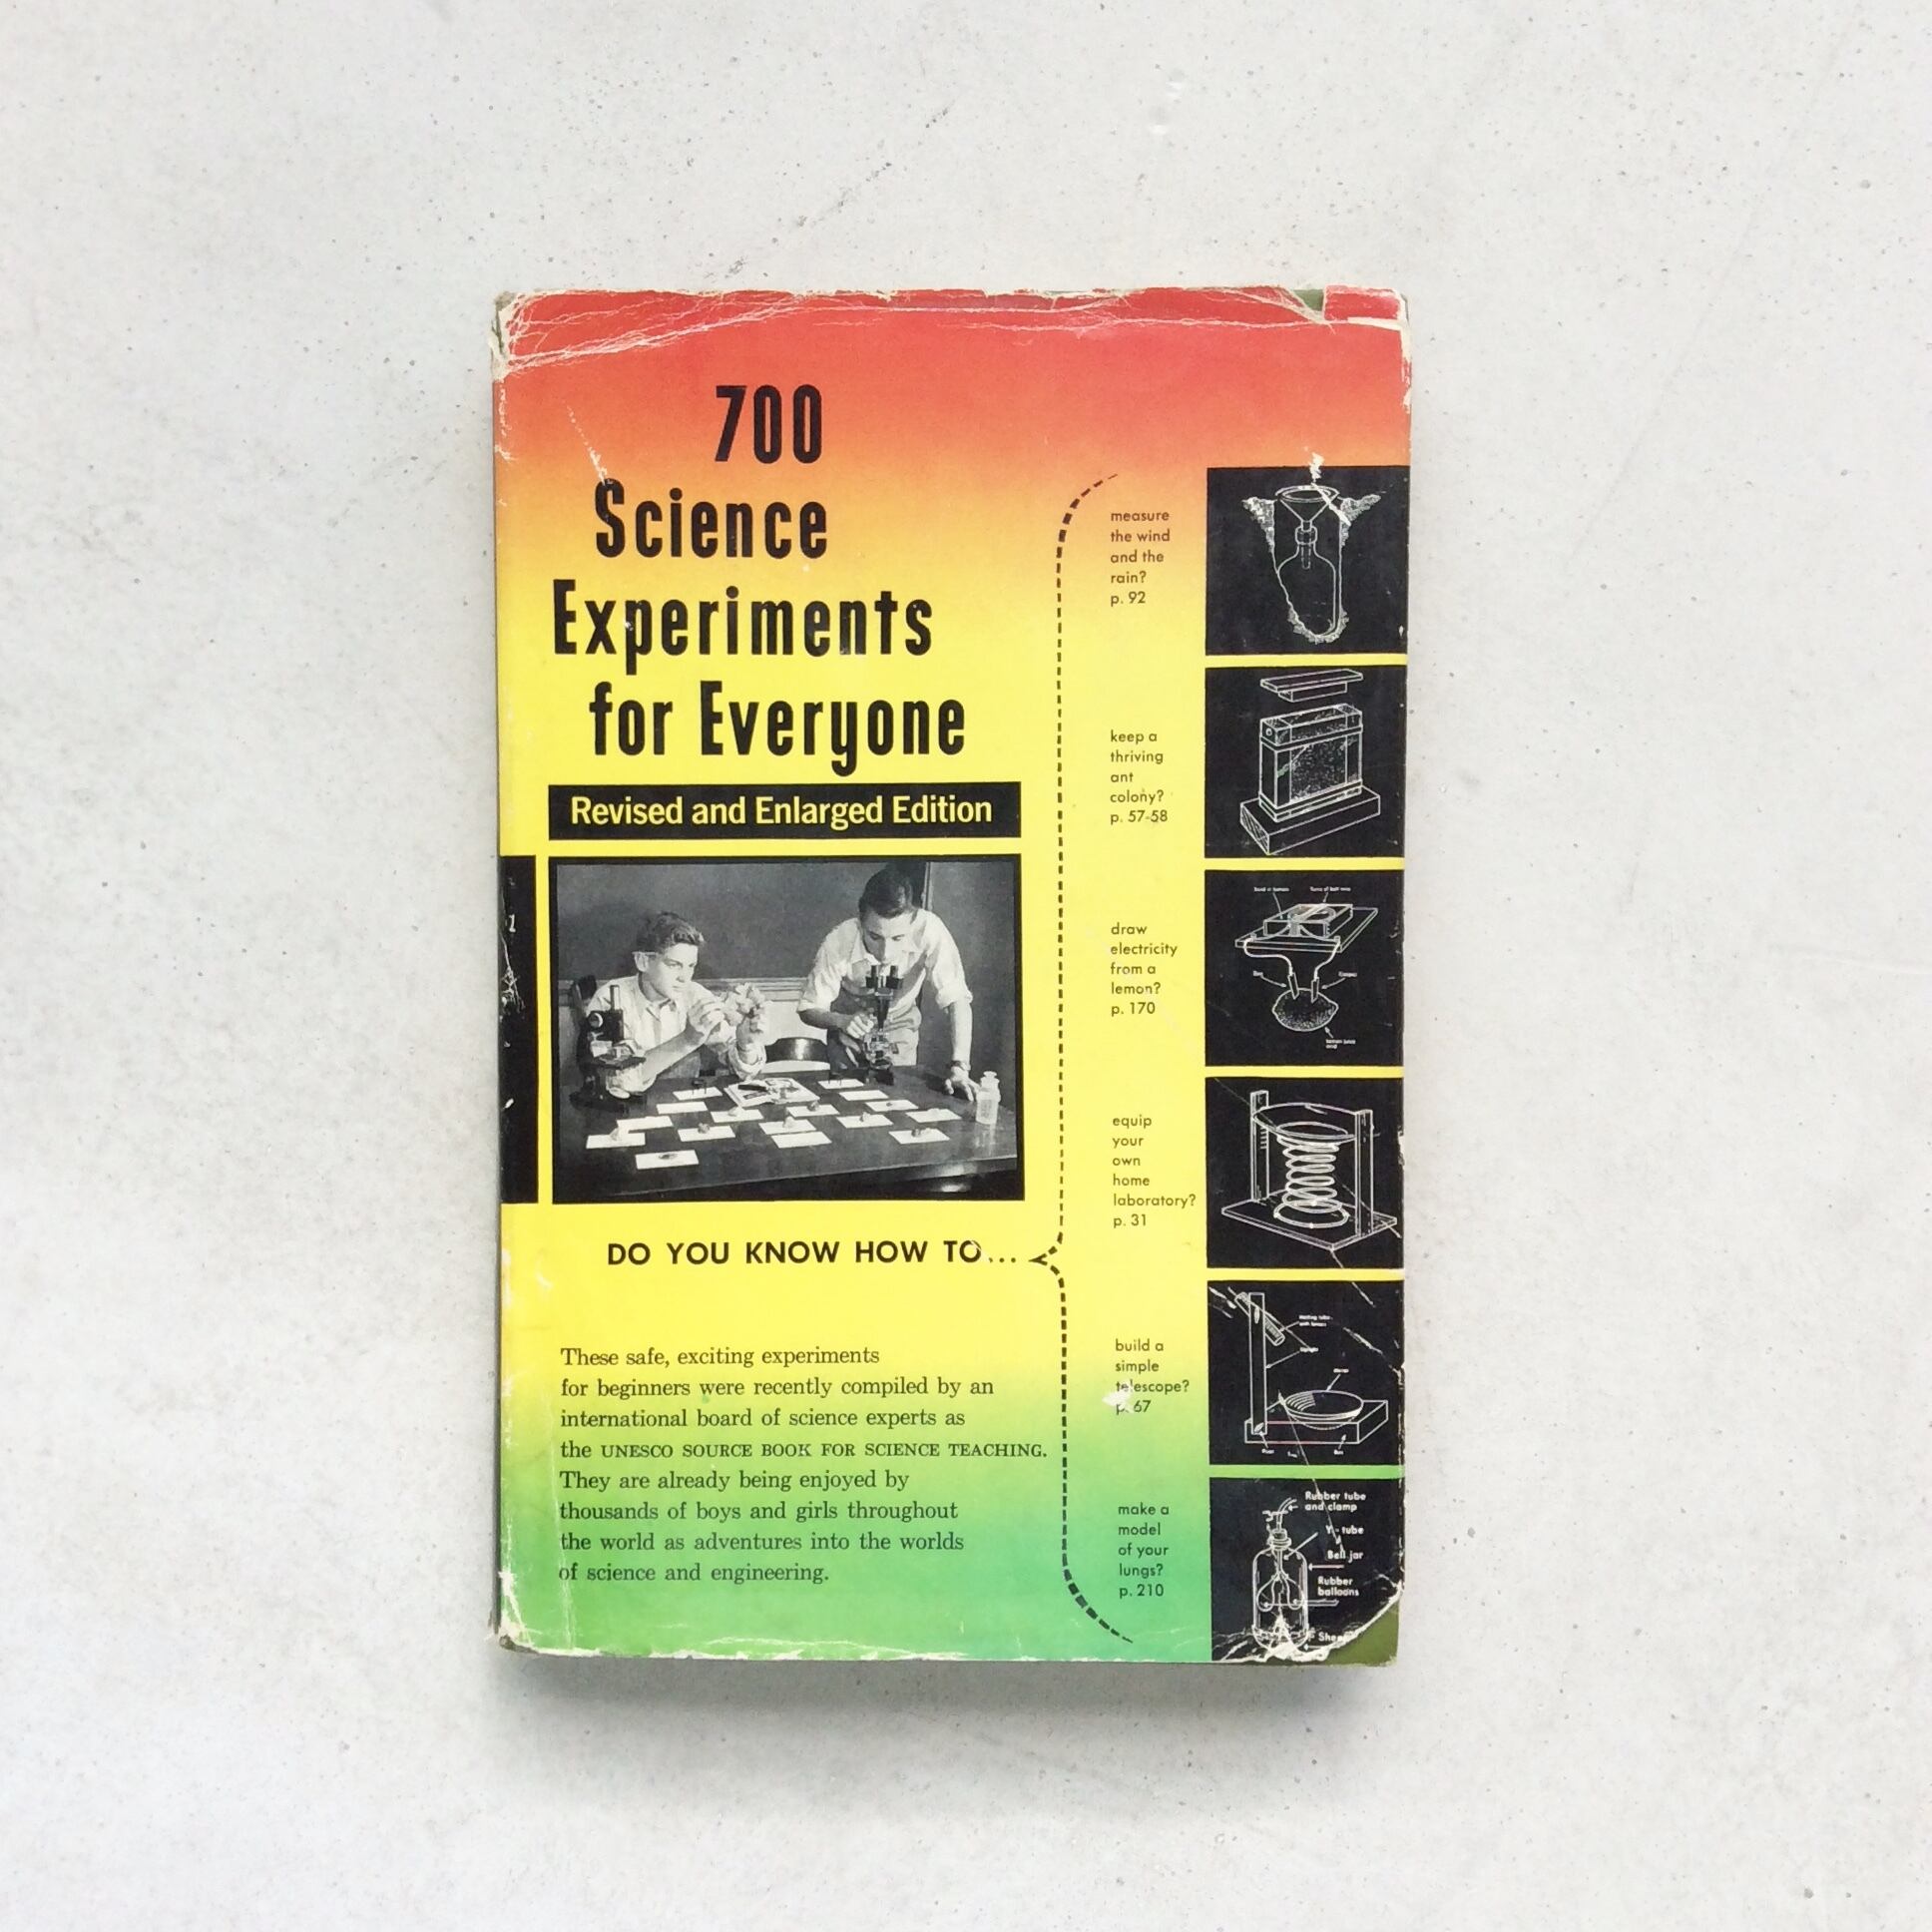 700
Science
Experiments
for Everyone
Revised and Enlarged Edition
DO YOU KNOW HOW TO...
These safe, exciting experiments
for beginners were recently compiled by an
international board of science experts as
the UNESCO SOURCE BOOK FOR SCIENCE TEACHING.
They are already being enjoyed by
thousands of boys and girls throughout
the world as adventures into the worlds
of science and engineering.
measure
the wind
and the
rain?
p. 92
keep a
thriving
ant
colony?
p. 57-58
draw
electricity
from a
lemon?
p. 170
equip
your
own
home
laboratory?
p. 31
build a
simple
telescope?
p. 67
make a
model
of your
lungs?
p. 210
Zinc
Copper
Rubber tube
and clamp
Y-tube
Bell jar
Rubber
balloons